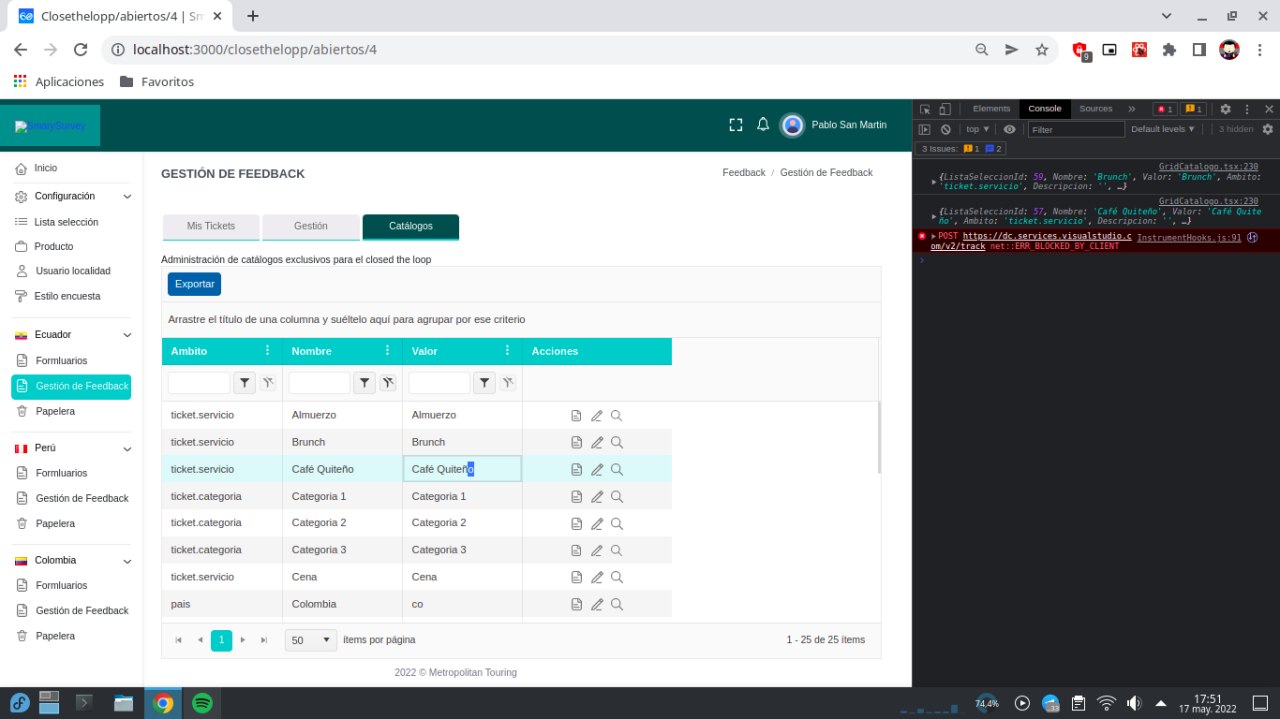 Closethelopp/abiertos/4 | Sm
localhost:3000/closethelopp/abiertos/4
9
Aplicaciones
Favoritos
SmarySurvey
Pablo San Martin
Inicio
Configuración
Lista selección
Producto
Usuario localidad
Estilo encuesta
Ecuador
Formluarios
Gestión de Feedback
Papelera
Perú
Formluarios
Gestión de Feedback
Papelera
Colombia
Formluarios
Gestión de Feedback
Papelera
GESTIÓN DE FEEDBACK
Feedback / Gestión de Feedback
Mis Tickets Gestión Catálogos
Administración de catálogos exclusivos para el closed the loop
Exportar
Arrastre el título de una columna y suéltelo aquí para agrupar por ese criterio
Ambito Nombre Valor Acciones
ticket.servicio Almuerzo Almuerzo
ticket.servicio Brunch Brunch
ticket.servicio Café Quiteño Café Quiteño
ticket.categoria Categoria 1 Categoria 1
ticket.categoria Categoria 2 Categoria 2
ticket.categoria Categoria 3 Categoria 3
ticket.servicio Cena Cena
pais Colombia co
1 50 ítems por página 1 - 25 de 25 ítems
2022 © Metropolitan Touring
Elements Console Sources » 1 1
top Filter Default levels 3 hidden
3 Issues: 1 2
GridCatalogo.tsx:230
{ListaSeleccionId: 59, Nombre: 'Brunch', Valor: 'Brunch', Ambito:
'ticket.servicio', Descripcion: '', …}
GridCatalogo.tsx:230
{ListaSeleccionId: 57, Nombre: 'Café Quiteño', Valor: 'Café Quite
ño', Ambito: 'ticket.servicio', Descripcion: '', …}
POST https://dc.services.visualstudio.c InstrumentHooks.js:91
om/v2/track net::ERR_BLOCKED_BY_CLIENT
74,4%
33
17:51
17 may. 2022